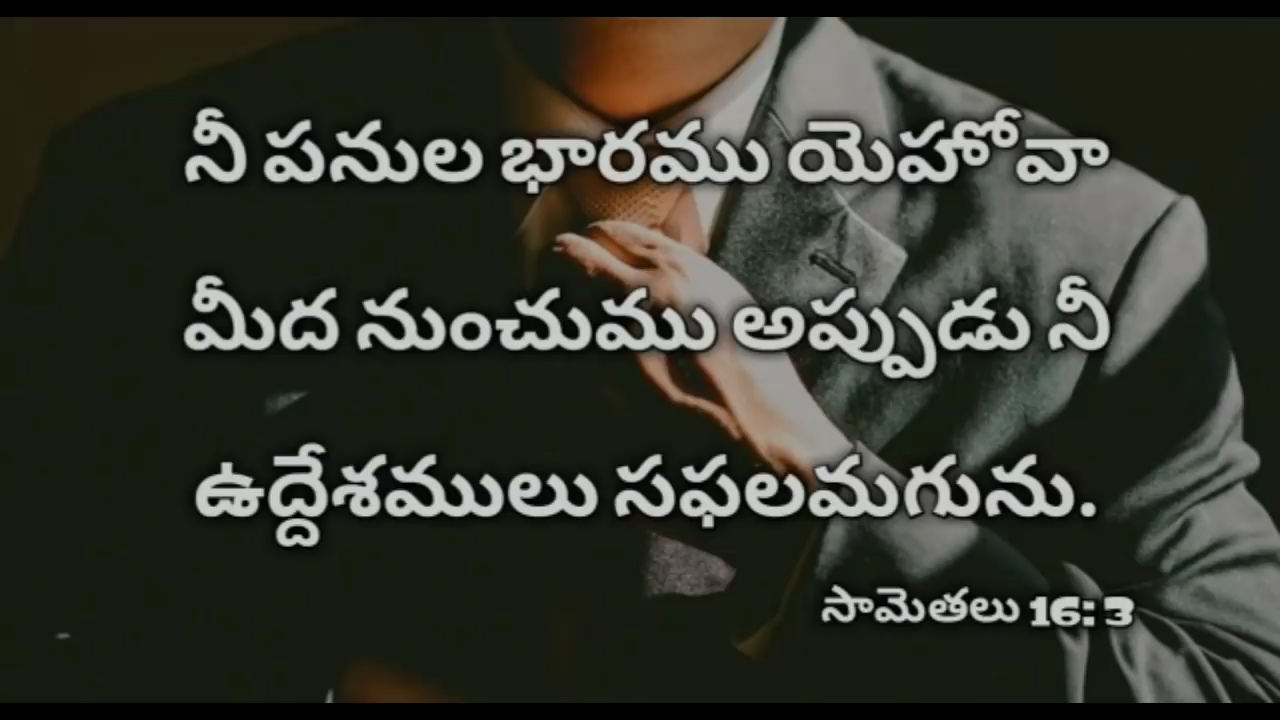 నీ పనుల భారము యెహోవా
మీద నుంచుము అప్పుడు నీ
ఉద్దేశములు సఫలమగును.
సామెతలు 16: 3